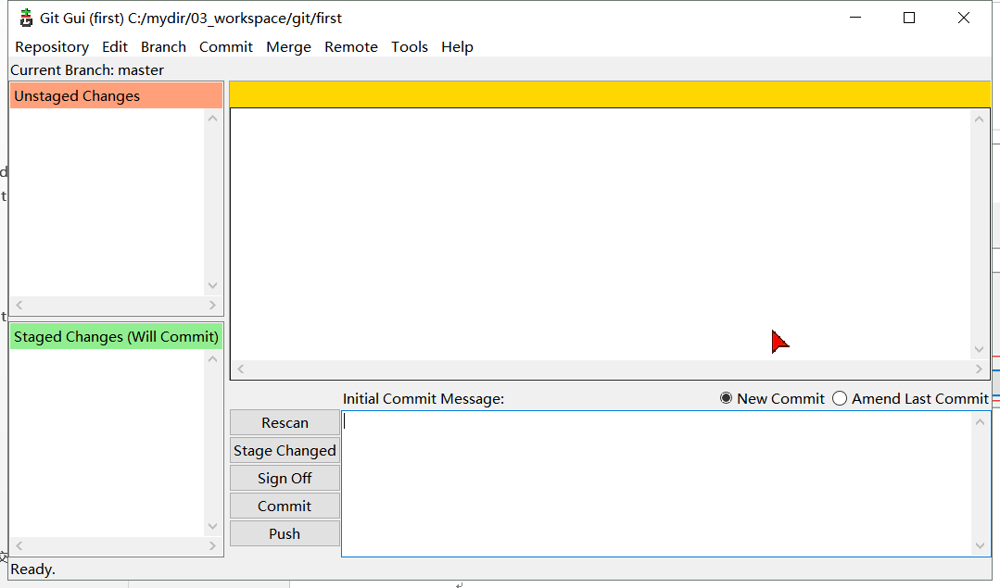 Git Gui (first) C:/mydir/03_workspace/git/first
Repository Edit Branch Commit Merge Remote Tools Help
Current Branch: master
Unstaged Changes
Staged Changes (Will Commit)
Initial Commit Message:
New Commit
Amend Last Commit
Rescan
Stage Changed
Sign Off
Commit
Push
Ready.